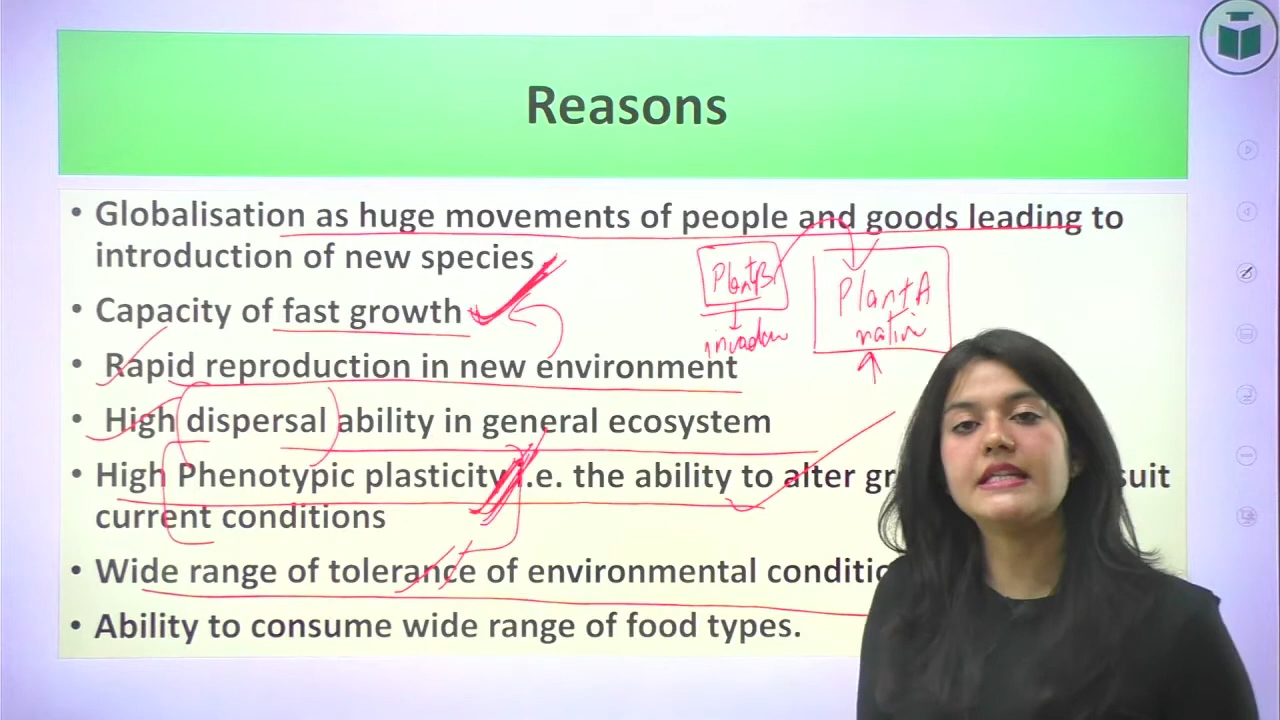 Reasons
• Globalisation as huge movements of people and goods leading to
introduction of new species
• Capacity of fast growth
• Rapid reproduction in new environment
• High dispersal ability in general ecosystem
• High Phenotypic plasticity i.e. the ability to alter gr suit
current conditions
• Wide range of tolerance of environmental conditio
• Ability to consume wide range of food types.
Plant B
invader
Plant A
native